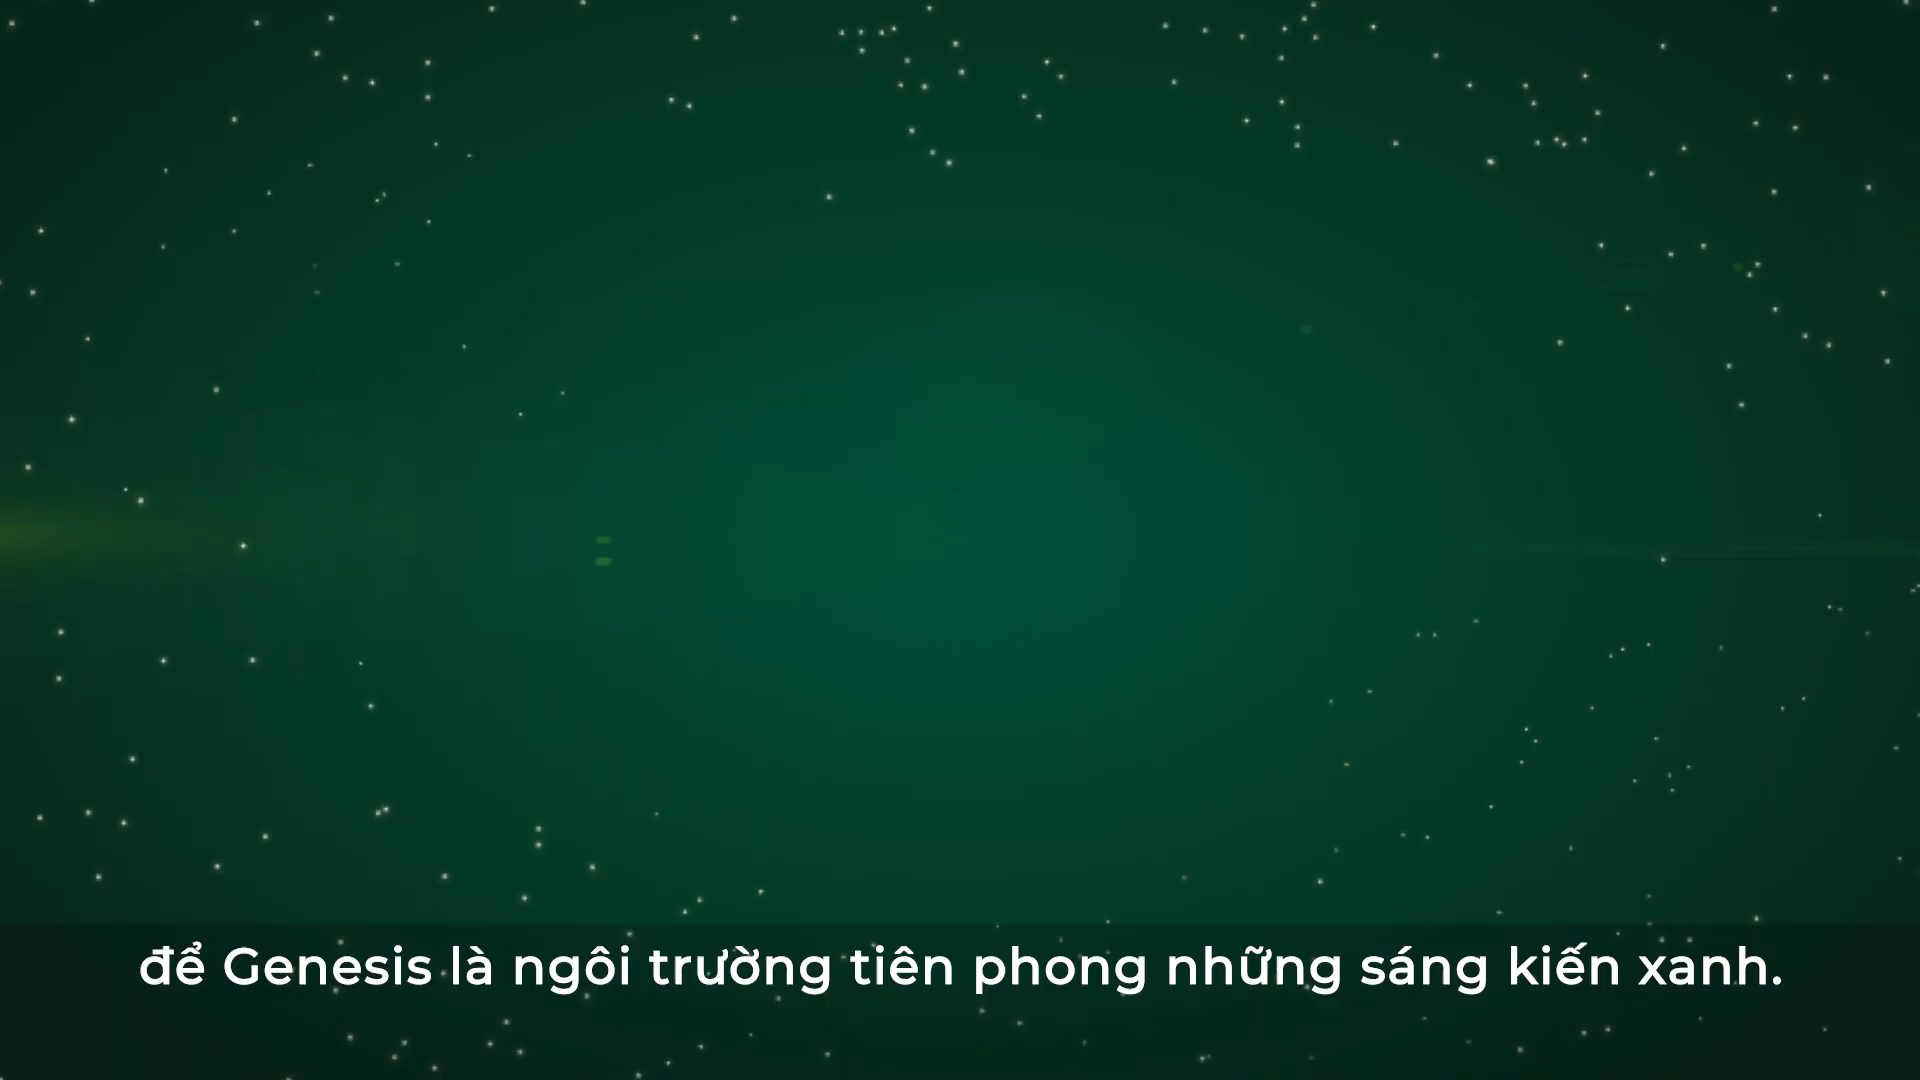 để Genesis là ngôi trường tiên phong những sáng kiến xanh.